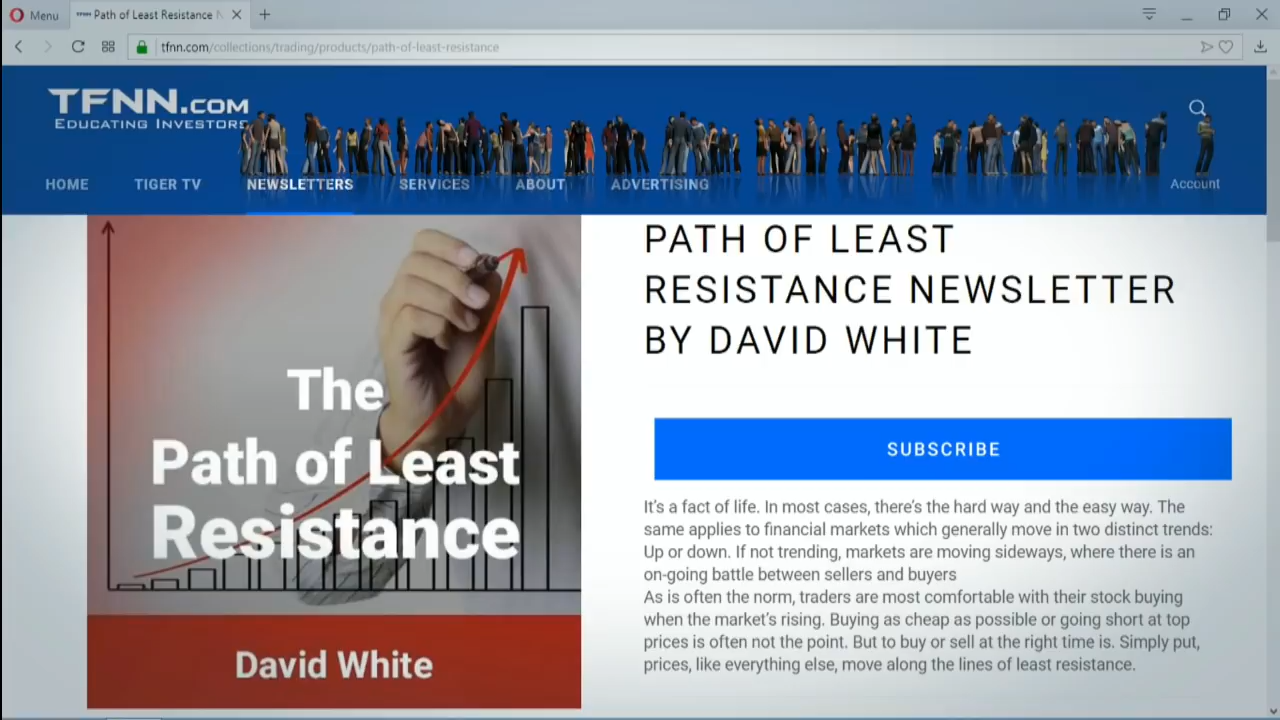 Menu
Path of Least Resistance N
tfnn.com/collections/trading/products/path-of-least-resistance
TFNN.COM
EDUCATING INVESTORS
HOME
TIGER TV
NEWSLETTERS
SERVICES
ABOUT
ADVERTISING
Account
The
Path of Least
Resistance
David White
PATH OF LEAST
RESISTANCE NEWSLETTER
BY DAVID WHITE
SUBSCRIBE
It's a fact of life. In most cases, there's the hard way and the easy way. The
same applies to financial markets which generally move in two distinct trends:
Up or down. If not trending, markets are moving sideways, where there is an
on-going battle between sellers and buyers
As is often the norm, traders are most comfortable with their stock buying
when the market's rising. Buying as cheap as possible or going short at top
prices is often not the point. But to buy or sell at the right time is. Simply put,
prices, like everything else, move along the lines of least resistance.